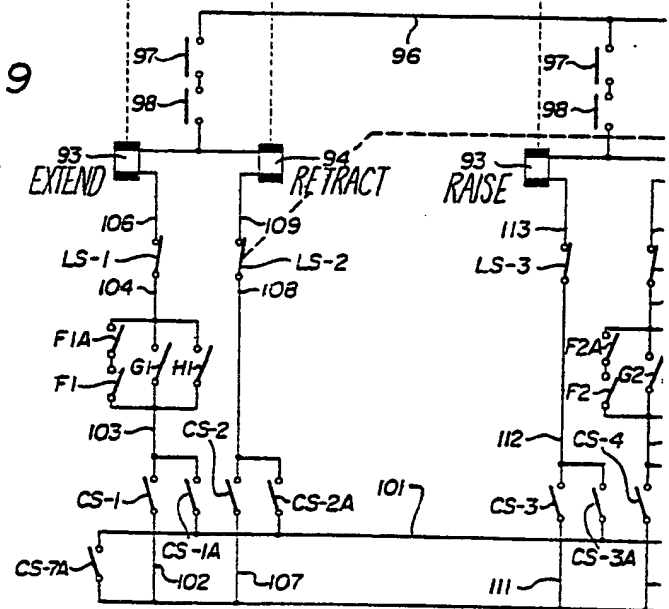 9
97
98
96
97
98
93
EXTEND
94
RETRACT
93
RAISE
106
109
113
LS-1
LS-2
LS-3
104
108
F1A
F1
G1
H1
F2A
F2
G2
103
CS-2
112
CS-4
CS-1
CS-2A
101
CS-3
CS-7A
CS-1A
102
107
CS-3A
111